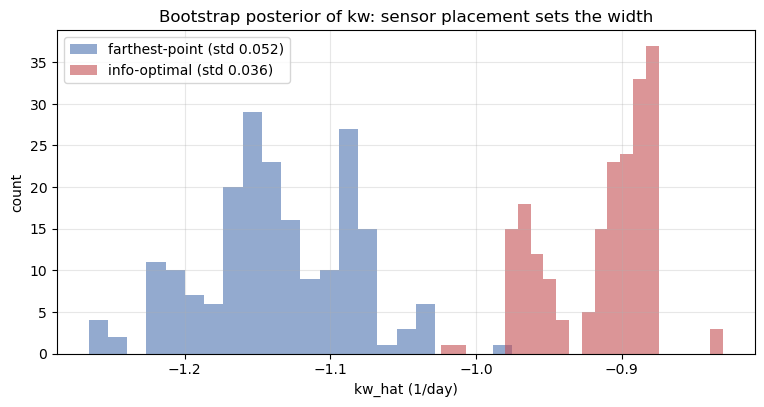 Bootstrap posterior of kw: sensor placement sets the width
farthest-point (std 0.052)
info-optimal (std 0.036)
count
35
30
25
20
15
10
5
0
−1.2
−1.1
−1.0
−0.9
kw_hat (1/day)